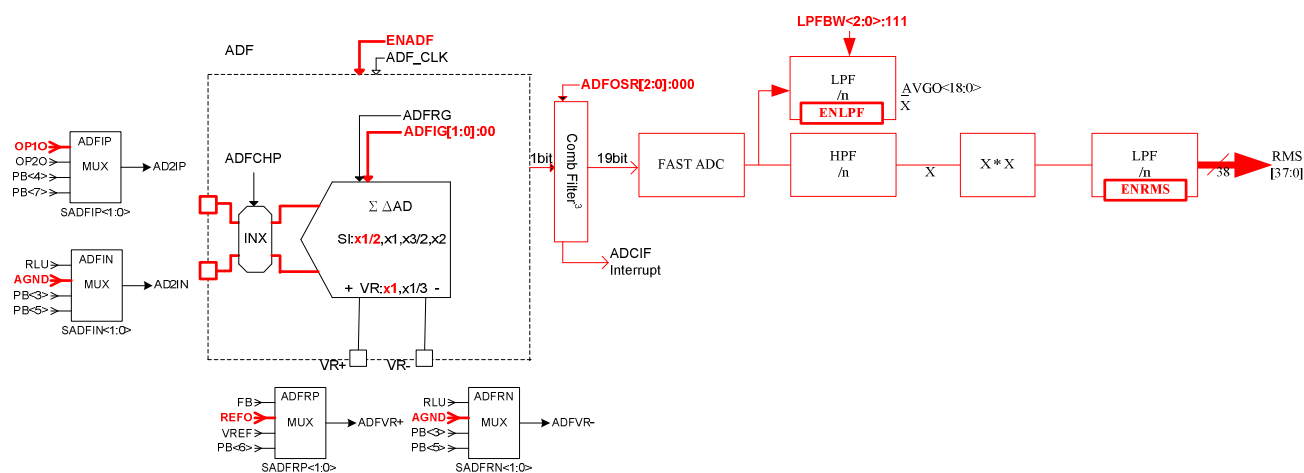 LPFBW<2:0>:111
ENADF
ADF
ADF_CLK
LPF
/n
ENLPF
AVGO<18:0>
X
ADFOSR[2:0]:000
ADFRG
ADFIG[1:0]:00
ADFCHP
ADFIP
MUX
OP1O
OP2O
PB<4>
PB<7>
AD2IP
SADFIP<1:0>
1bit
Comb Filter3
19bit
FAST ADC
HPF
/n
X
X*X
LPF
/n
ENRMS
38
RMS
[37:0]
INX
Σ ΔAD
SI:x1/2,x1,x3/2,x2
+ VR:x1,x1/3 -
ADCIF
Interrupt
ADFIN
MUX
RLU
AGND
PB<3>
PB<5>
AD2IN
SADFIN<1:0>
VR+
VR-
ADFRP
MUX
FB
REFO
VREF
PB<6>
ADFVR+
SADFRP<1:0>
ADFRN
MUX
RLU
AGND
PB<3>
PB<5>
ADFVR-
SADFRN<1:0>